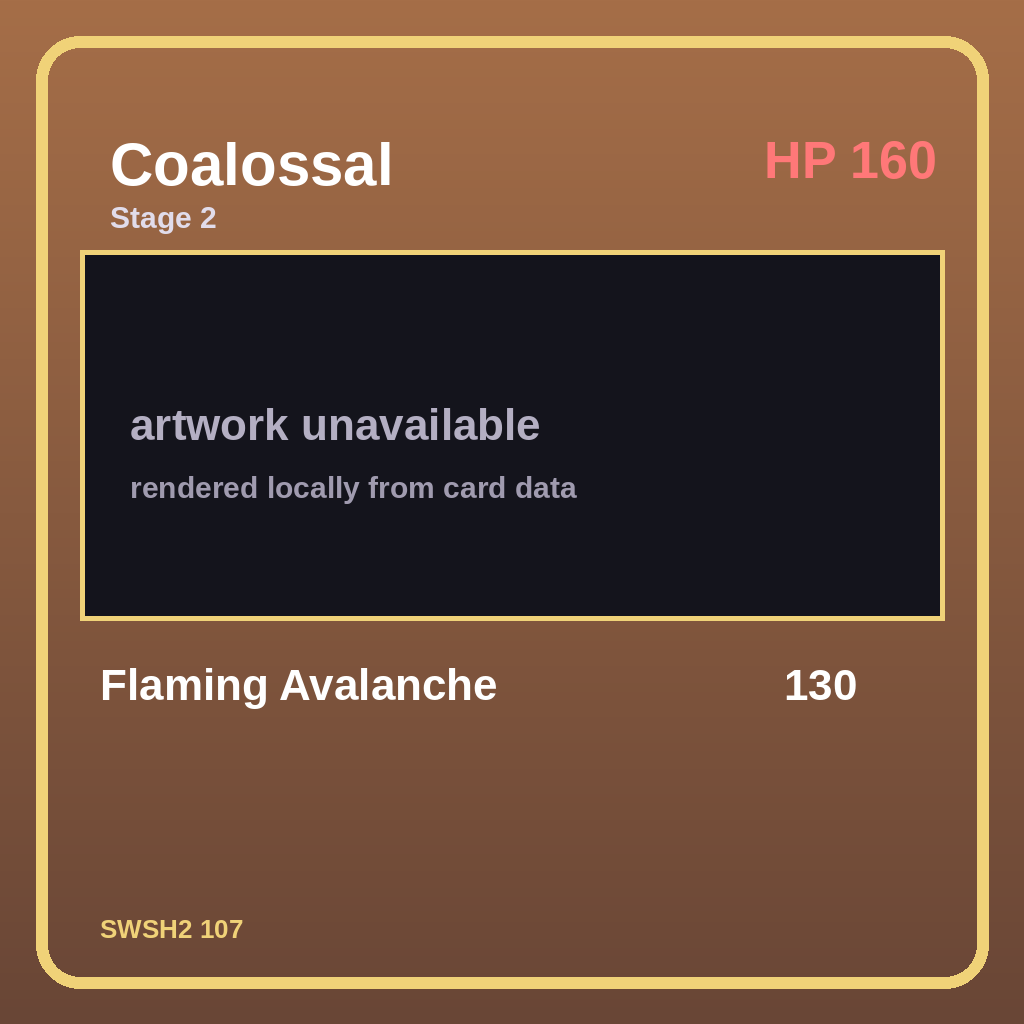 Coalossal
HP 160
Stage 2
artwork unavailable
rendered locally from card data
Flaming Avalanche
130
SWSH2 107